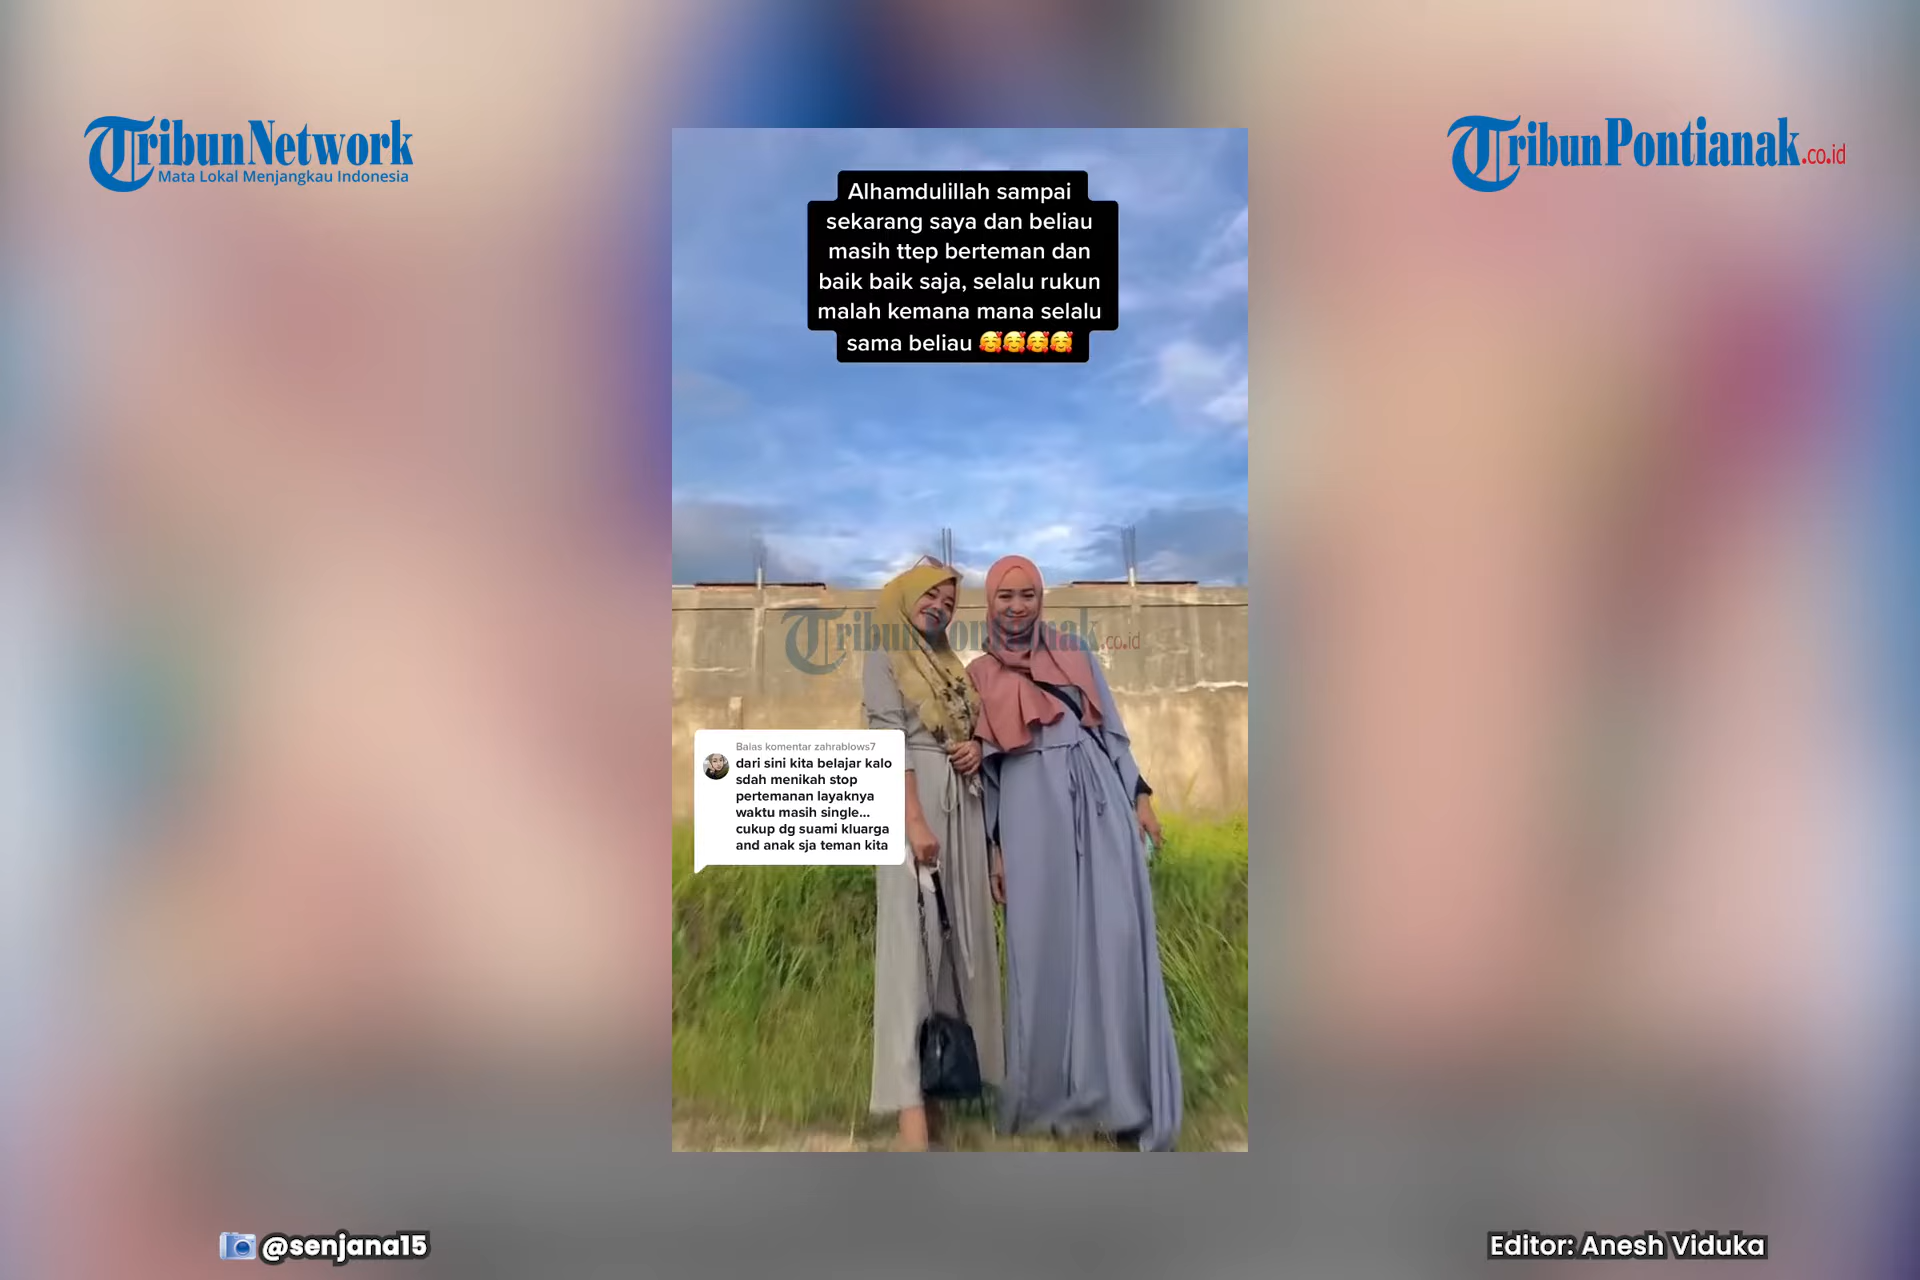 TribunNetwork
Mata Lokal Menjangkau Indonesia
TribunPontianak.co.id
Alhamdulillah sampai
sekarang saya dan beliau
masih ttep berteman dan
baik baik saja, selalu rukun
malah kemana mana selalu
sama beliau 🥰🥰🥰🥰
TribunPontianak.co.id
Balas komentar zahrablows7
dari sini kita belajar kalo
sdah menikah stop
pertemanan layaknya
waktu masih single...
cukup dg suami kluarga
and anak sja teman kita
@senjana15
Editor: Anesh Viduka